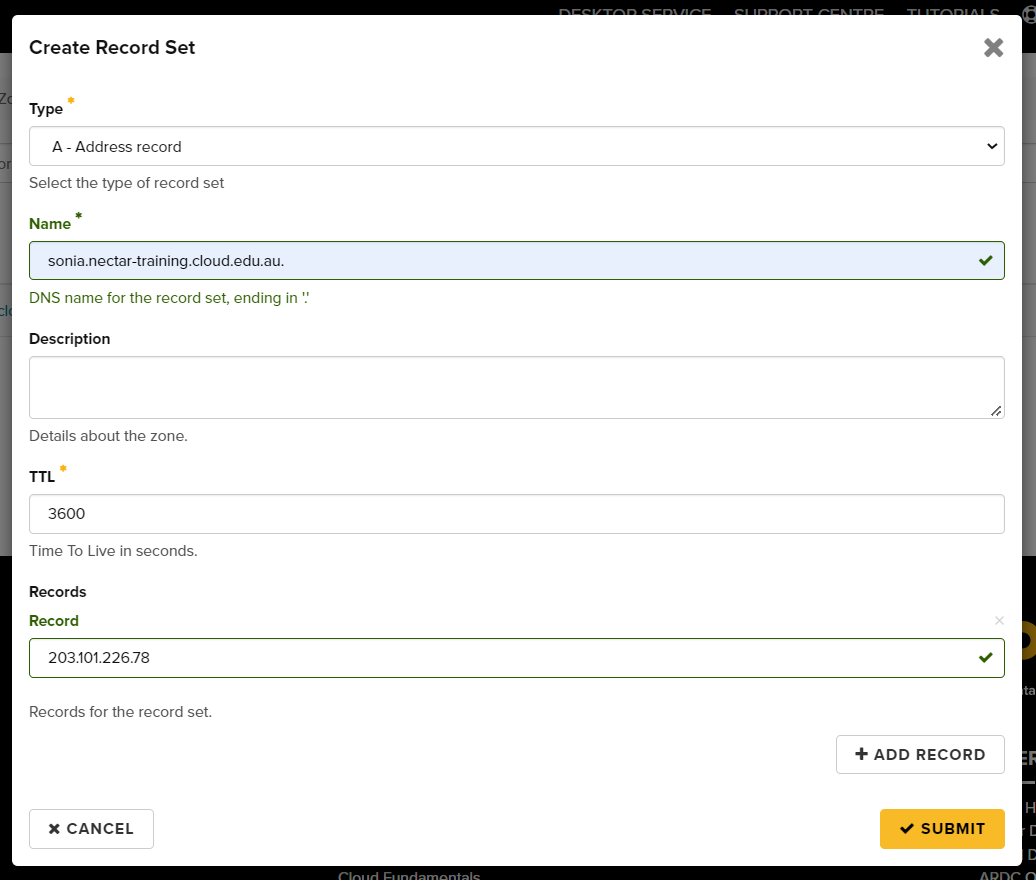 DESKTOP SERVICE SUPPORT CENTRE TUTORIALS
Create Record Set
Type *
A - Address record
Select the type of record set
Name *
sonia.nectar-training.cloud.edu.au.
DNS name for the record set, ending in '.'
Description
Details about the zone.
TTL *
3600
Time To Live in seconds.
Records
Record
203.101.226.78
Records for the record set.
ADD RECORD
CANCEL
SUBMIT
Cloud Fundamentals
ARDC